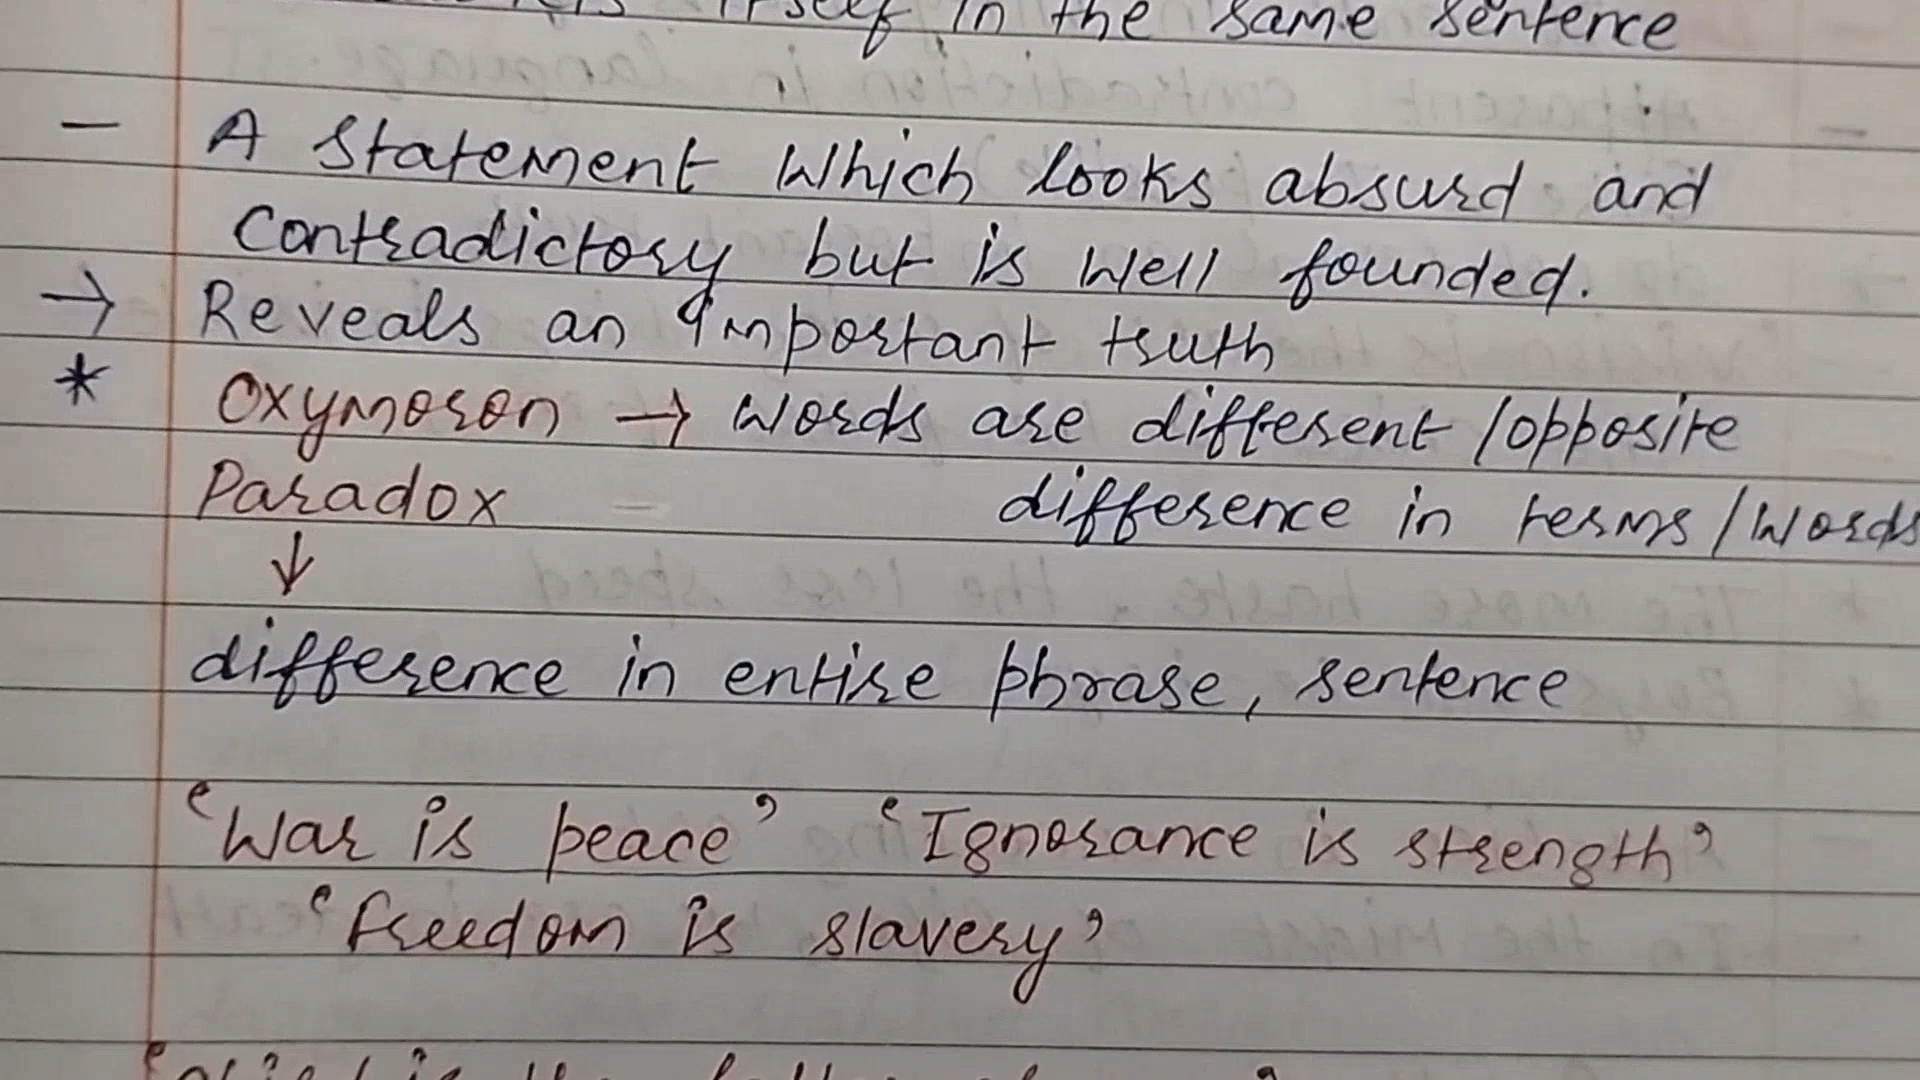 itself in the same sentence
- A statement which looks absurd and
contradictory but is well founded.
→ Reveals an important truth
* Oxymoron → words are different / opposite
Paradox difference in terms / words
↓
difference in entire phrase, sentence
'War is peace' 'Ignorance is strength'
'freedom is slavery'